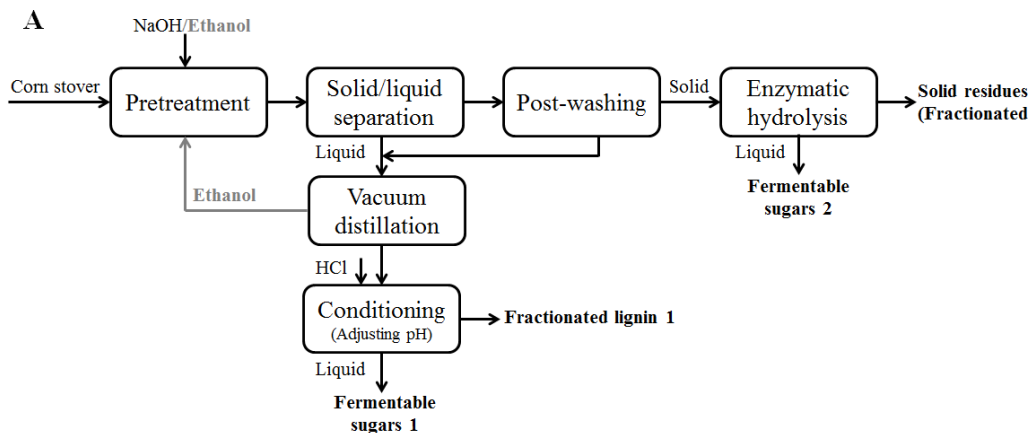 A
NaOH/Ethanol
Corn stover
Pretreatment
Solid/liquid
separation
Post-washing
Solid
Enzymatic
hydrolysis
Solid residues
(Fractionated
Liquid
Liquid
Fermentable
sugars 2
Ethanol
Vacuum
distillation
HCl
Conditioning
(Adjusting pH)
Fractionated lignin 1
Liquid
Fermentable
sugars 1